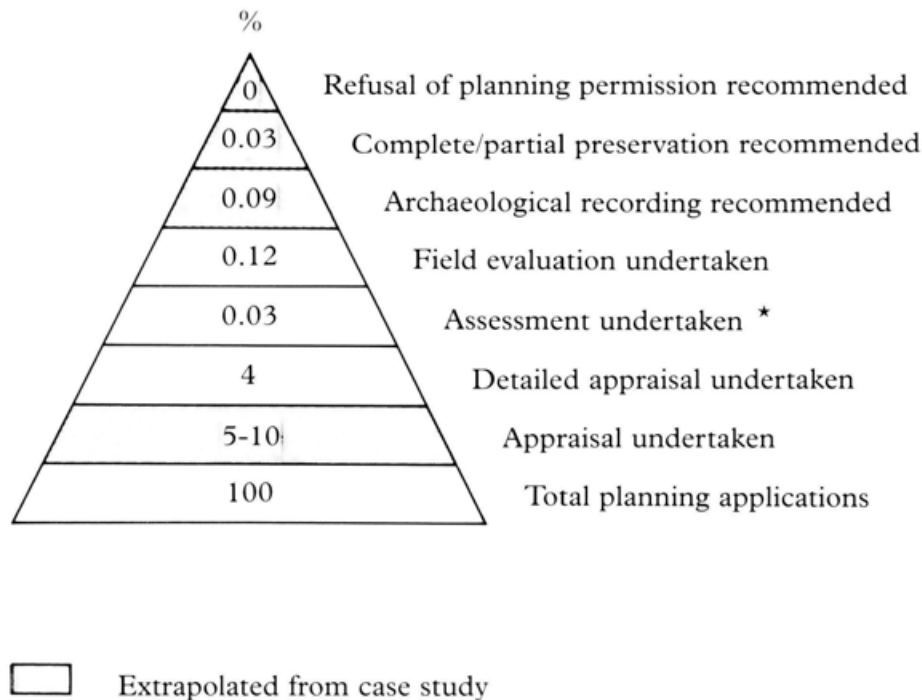 %
0 Refusal of planning permission recommended
0.03 Complete/partial preservation recommended
0.09 Archaeological recording recommended
0.12 Field evaluation undertaken
0.03 Assessment undertaken *
4 Detailed appraisal undertaken
5-10 Appraisal undertaken
100 Total planning applications
Extrapolated from case study